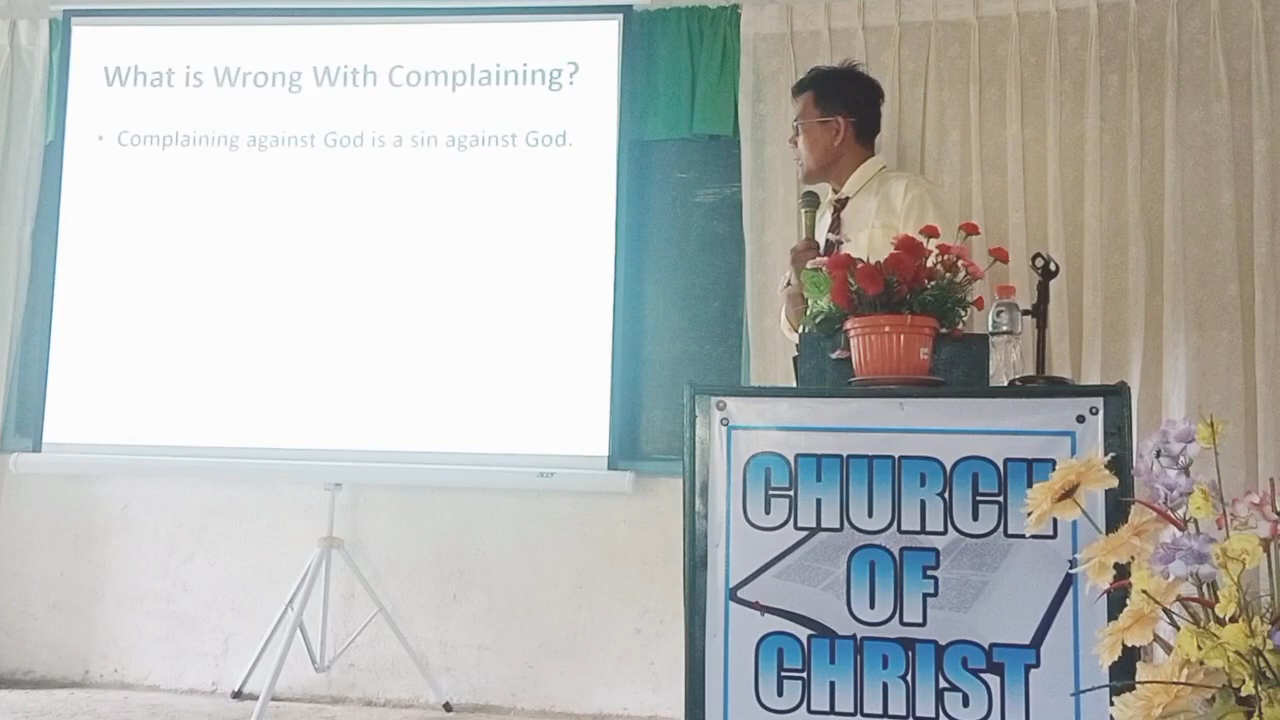 What is Wrong With Complaining?
• Complaining against God is a sin against God.
CHURCH
OF
CHRIST